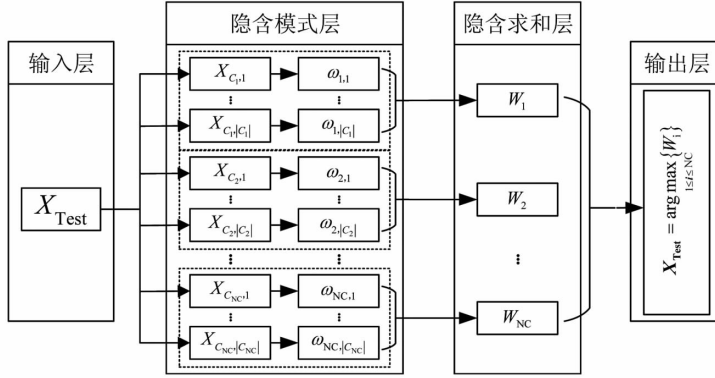 输入层
X_Test
隐含模式层
X_{C_1,1} ω_{1,1}
⋮ ⋮
X_{C_1,|C_1|} ω_{1,|C_1|}
X_{C_2,1} ω_{2,1}
⋮ ⋮
X_{C_2,|C_2|} ω_{2,|C_2|}
⋮ ⋮
X_{C_NC,1} ω_{NC,1}
⋮ ⋮
X_{C_NC,|C_NC|} ω_{NC,|C_NC|}
隐含求和层
W_1
W_2
⋮
W_NC
输出层
X_Test = arg max_{1≤i≤NC} {W_i}